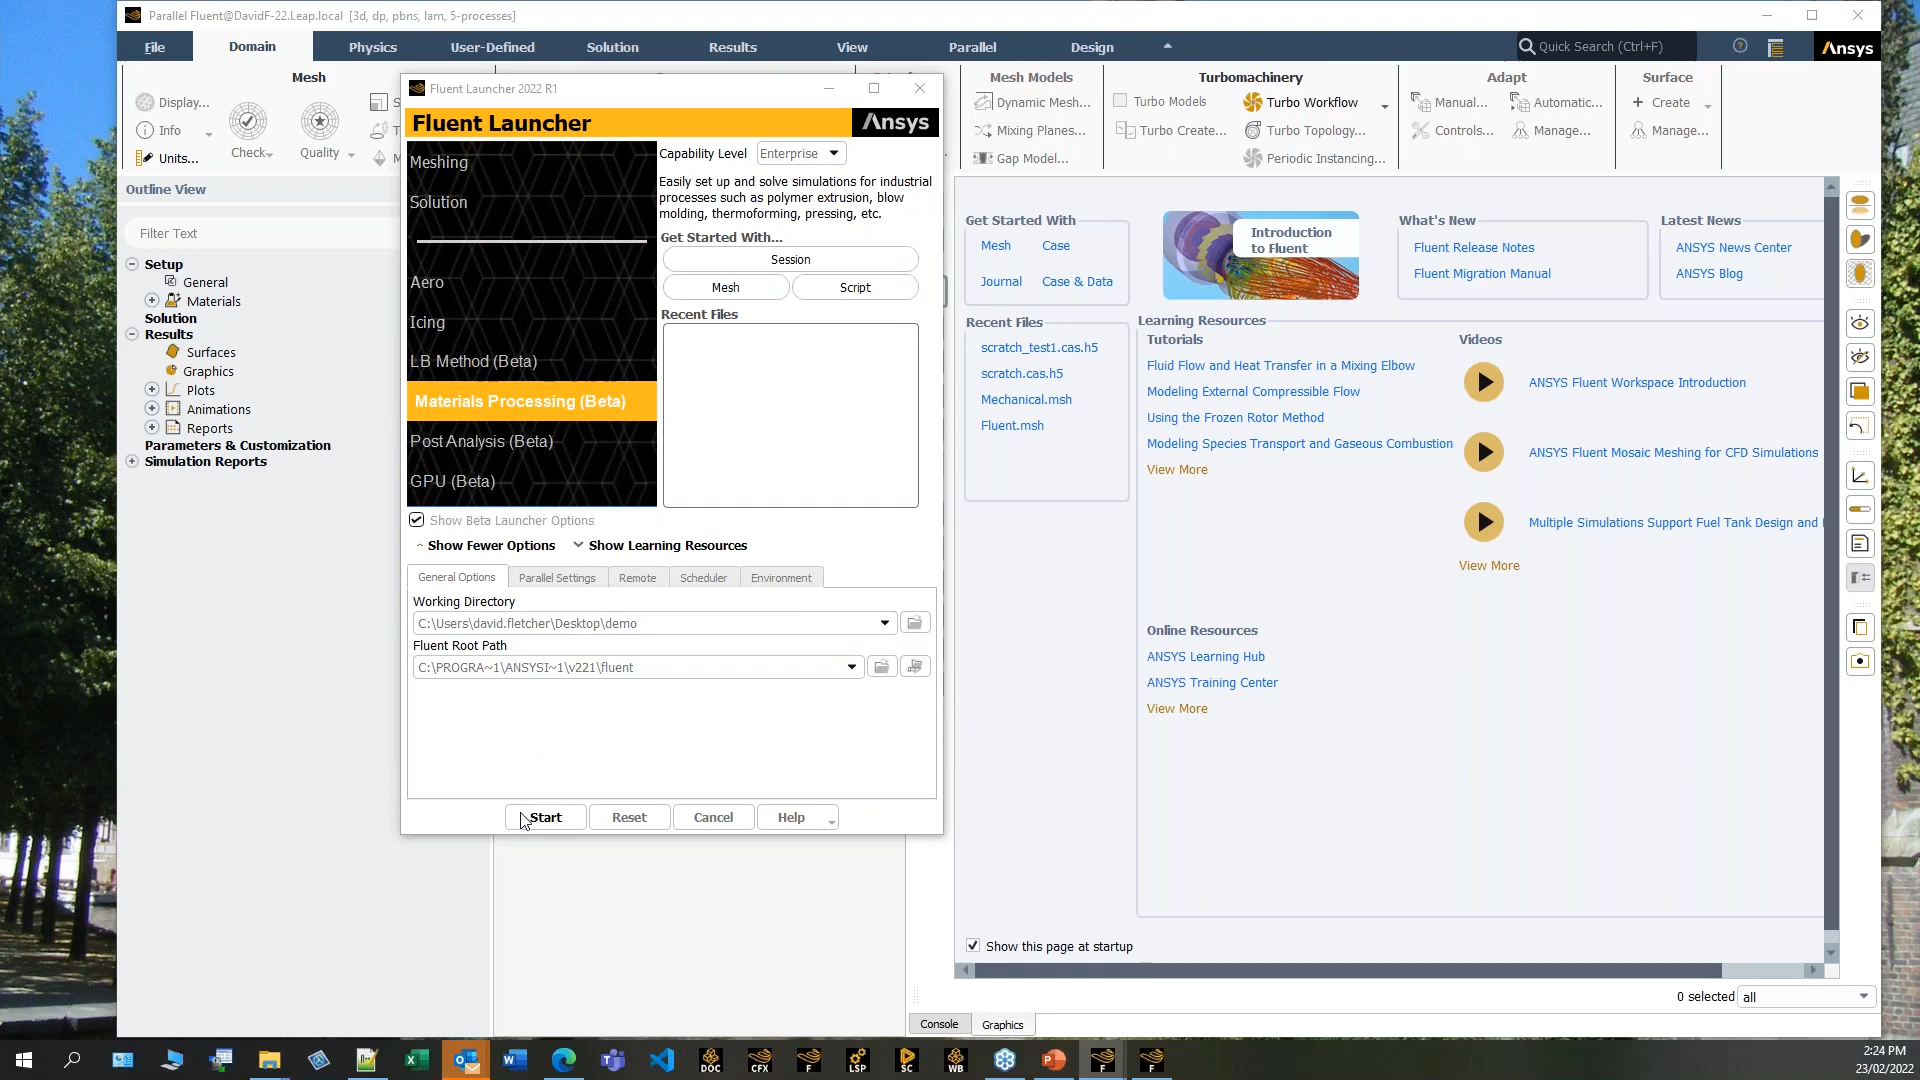 Parallel Fluent@DavidF-22.Leap.local [3d, dp, pbns, lam, 5-processes]
File
Domain
Physics
User-Defined
Solution
Results
View
Parallel
Design
Quick Search (Ctrl+F)
Ansys
Mesh
Display...
Info
Units...
Check
Quality
Mesh Models
Dynamic Mesh...
Mixing Planes...
Gap Model...
Turbomachinery
Turbo Models
Turbo Create...
Turbo Workflow
Turbo Topology...
Periodic Instancing...
Adapt
Manual...
Controls...
Automatic...
Manage...
Surface
Create
Manage...
Outline View
Filter Text
Setup
General
Materials
Solution
Results
Surfaces
Graphics
Plots
Animations
Reports
Parameters & Customization
Simulation Reports
Fluent Launcher 2022 R1
Fluent Launcher
Ansys
Meshing
Solution
Aero
Icing
LB Method (Beta)
Materials Processing (Beta)
Post Analysis (Beta)
GPU (Beta)
Capability Level Enterprise
Easily set up and solve simulations for industrial
processes such as polymer extrusion, blow
molding, thermoforming, pressing, etc.
Get Started With...
Session
Mesh
Script
Recent Files
Show Beta Launcher Options
Show Fewer Options
Show Learning Resources
General Options
Parallel Settings
Remote
Scheduler
Environment
Working Directory
C:\Users\david.fletcher\Desktop\demo
Fluent Root Path
C:\PROGRA~1\ANSYSI~1\v221\fluent
Start
Reset
Cancel
Help
Get Started With
Mesh
Case
Journal
Case & Data
Introduction
to Fluent
What's New
Fluent Release Notes
Fluent Migration Manual
Latest News
ANSYS News Center
ANSYS Blog
Recent Files
scratch_test1.cas.h5
scratch.cas.h5
Mechanical.msh
Fluent.msh
Learning Resources
Tutorials
Fluid Flow and Heat Transfer in a Mixing Elbow
Modeling External Compressible Flow
Using the Frozen Rotor Method
Modeling Species Transport and Gaseous Combustion
View More
Videos
ANSYS Fluent Workspace Introduction
ANSYS Fluent Mosaic Meshing for CFD Simulations
Multiple Simulations Support Fuel Tank Design and
View More
Online Resources
ANSYS Learning Hub
ANSYS Training Center
View More
Show this page at startup
0 selected all
Console
Graphics
DOC
CFX
F
LSP
SC
WB
F
F
2:24 PM
23/02/2022